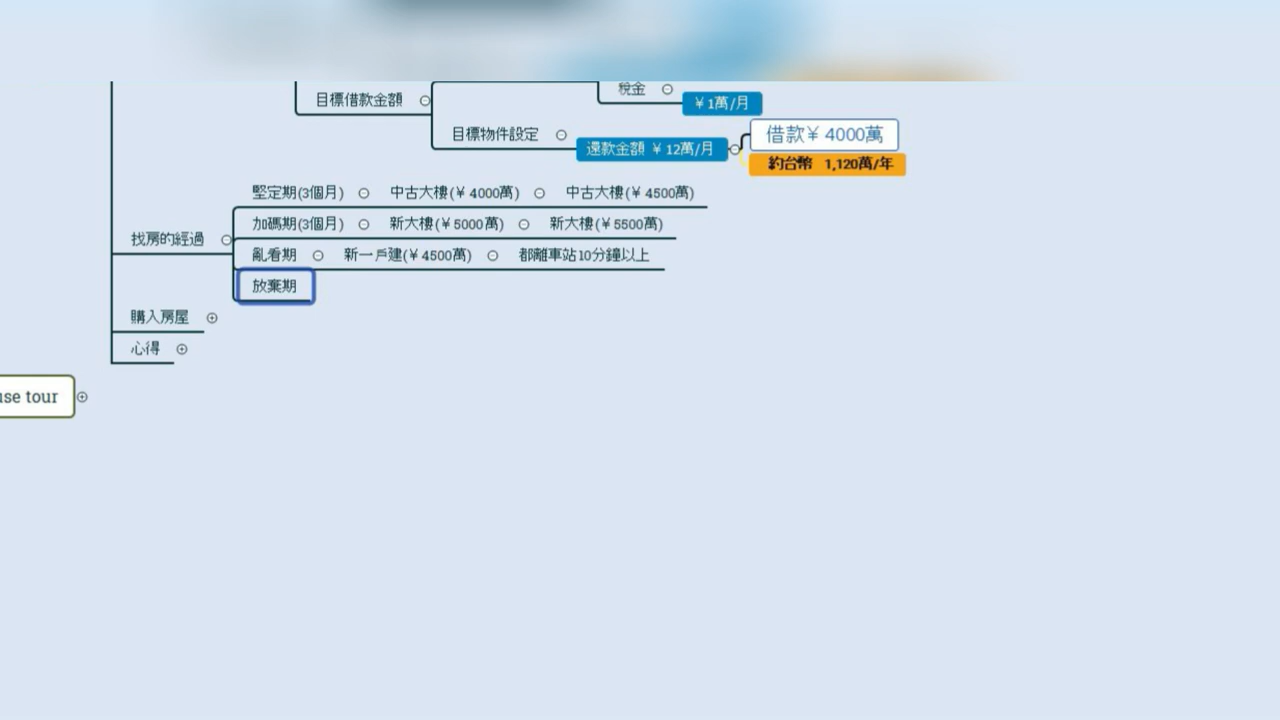 稅金
￥1萬/月
目標借款金額
目標物件設定
還款金額 ￥12萬/月
借款￥4000萬
約台幣 1,120萬/年
堅定期(3個月) 中古大樓(￥4000萬) 中古大樓(￥4500萬)
加碼期(3個月) 新大樓(￥5000萬) 新大樓(￥5500萬)
找房的經過
亂看期 新一戶建(￥4500萬) 都離車站10分鐘以上
放棄期
購入房屋
心得
use tour